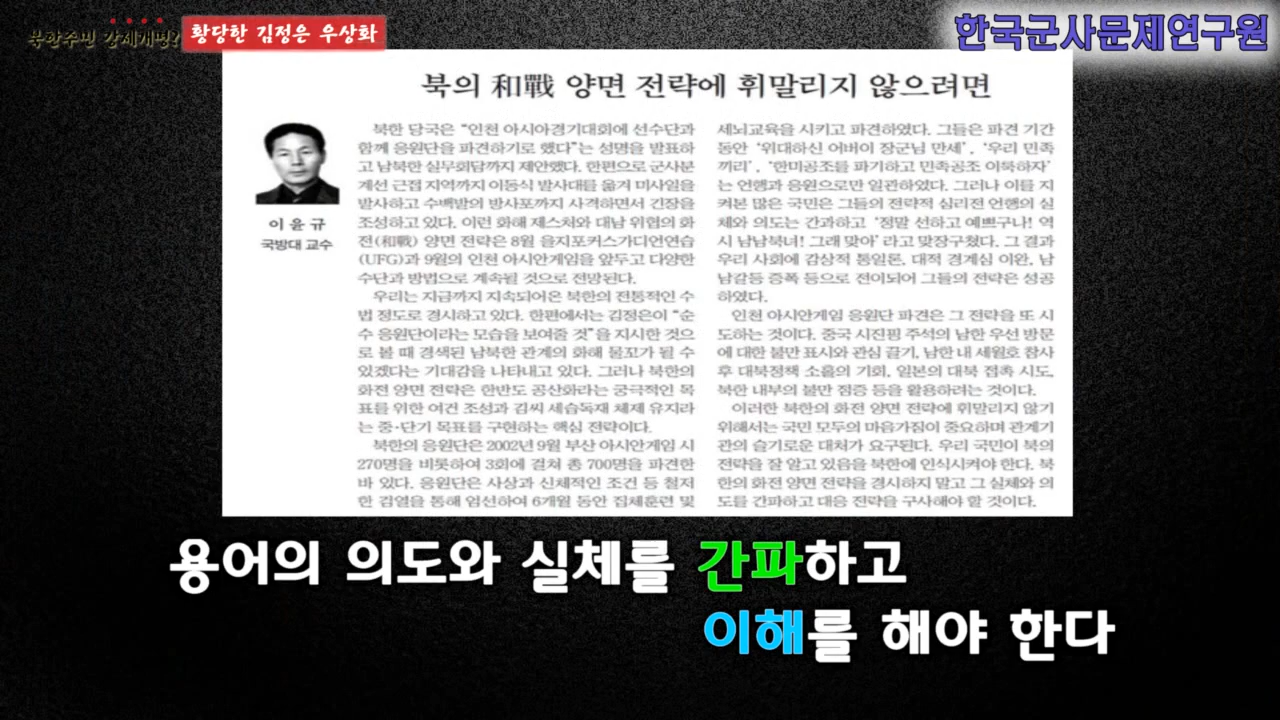 북한주민 강제개명?
황당한 김정은 우상화
한국군사문제연구원
북의 和戰 양면 전략에 휘말리지 않으려면
이 윤 규
국방대 교수
북한 당국은 “인천 아시아경기대회에 선수단과
함께 응원단을 파견하기로 했다”는 성명을 발표하
고 남북한 실무회담까지 제안했다. 한편으로 군사분
계선 근접 지역까지 이동식 발사대를 옮겨 미사일을
발사하고 수백발의 방사포까지 사격하면서 긴장을
조성하고 있다. 이런 화해 제스처와 대남 위협의 화
전(和戰) 양면 전략은 8월 을지포커스가디언연습
(UFG)과 9월의 인천 아시안게임을 앞두고 다양한
수단과 방법으로 계속될 것으로 전망된다.
우리는 지금까지 지속되어온 북한의 전통적인 수
법 정도로 경시하고 있다. 한편에서는 김정은이 “순
수 응원단이라는 모습을 보여줄 것”을 지시한 것으
로 볼 때 경색된 남북한 관계의 화해 물꼬가 될 수
있겠다는 기대감을 나타내고 있다. 그러나 북한의
화전 양면 전략은 한반도 공산화라는 궁극적인 목
표를 위한 여건 조성과 김씨 세습독재 체제 유지라
는 중·단기 목표를 구현하는 핵심 전략이다.
북한의 응원단은 2002년 9월 부산 아시안게임 시
270명을 비롯하여 3회에 걸쳐 총 700명을 파견한
바 있다. 응원단은 사상과 신체적인 조건 등 철저
한 검열을 통해 엄선하여 6개월 동안 집체훈련 및
세뇌교육을 시키고 파견하였다. 그들은 파견 기간
동안 ‘위대하신 어버이 장군님 만세’, ‘우리 민족
끼리’, ‘한미공조를 파기하고 민족공조 이룩하자’
는 언행과 응원으로만 일관하였다. 그러나 이를 지
켜본 많은 국민은 그들의 전략적 심리전 언행의 실
체와 의도는 간과하고 ‘정말 선하고 예쁘구나! 역
시 남남북녀! 그래 맞아’ 라고 맞장구쳤다. 그 결과
우리 사회에 감상적 통일론, 대적 경계심 이완, 남
남갈등 증폭 등으로 전이되어 그들의 전략은 성공
하였다.
인천 아시안게임 응원단 파견은 그 전략을 또 시
도하는 것이다. 중국 시진핑 주석의 남한 우선 방문
에 대한 불만 표시와 관심 끌기, 남한 내 세월호 참사
후 대북정책 소홀의 기회, 일본의 대북 접촉 시도,
북한 내부의 불만 점증 등을 활용하려는 것이다.
이러한 북한의 화전 양면 전략에 휘말리지 않기
위해서는 국민 모두의 마음가짐이 중요하며 관계기
관의 슬기로운 대처가 요구된다. 우리 국민이 북의
전략을 잘 알고 있음을 북한에 인식시켜야 한다. 북
한의 화전 양면 전략을 경시하지 말고 그 실체와 의
도를 간파하고 대응 전략을 구사해야 할 것이다.
용어의 의도와 실체를 간파하고
이해를 해야 한다